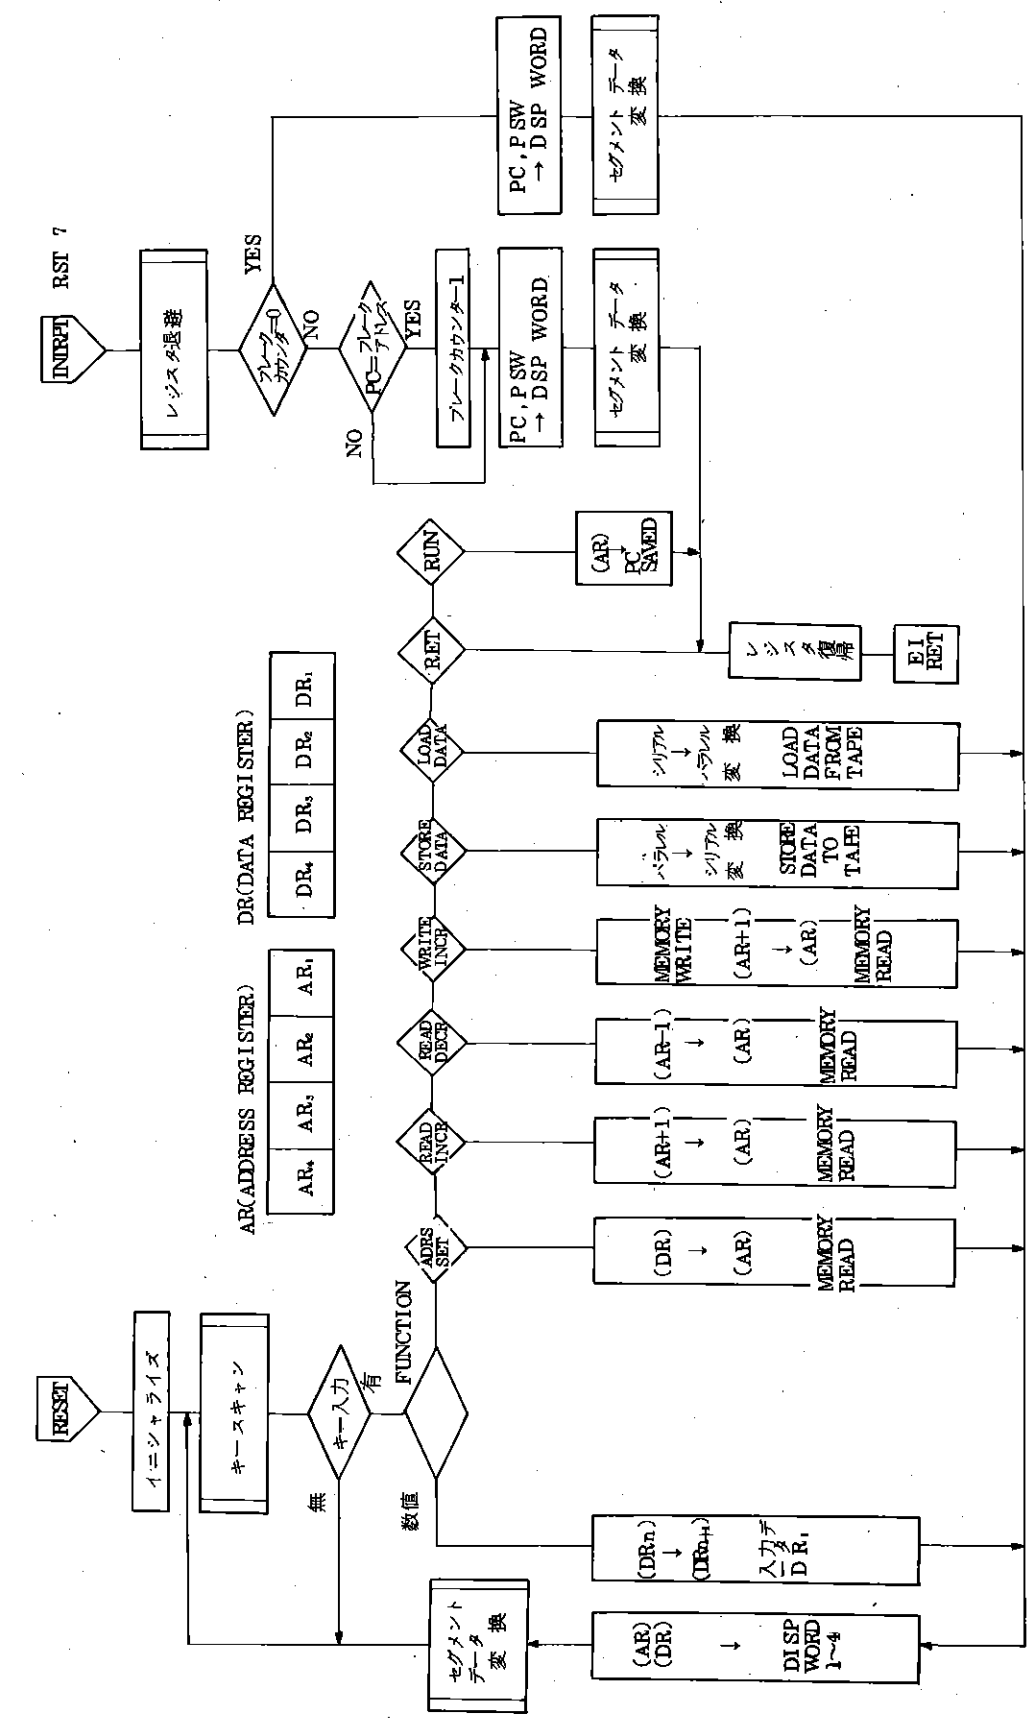 RESET
イニシャライズ
キースキャン
キー入力
無
有
数値
FUNCTION
セグメント
データ
変 換
(AR)
(DR)
→
DISP
WORD
1~4
(DRn)
→
(DRn+1)
入力デ
ータ
DR₁
AR(ADDRESS REGISTER)
AR₄
AR₃
AR₂
AR₁
DR(DATA REGISTER)
DR₄
DR₃
DR₂
DR₁
ADRS
SET
(DR)
→
(AR)
MEMORY
READ
READ
INCR
(AR+1)
→
(AR)
MEMORY
READ
READ
DECR
(AR-1)
→
(AR)
MEMORY
READ
WRITE
INCR
MEMORY
WRITE
(AR+1)
→
(AR)
MEMORY
READ
STORE
DATA
パラレル
→
シリアル
変 換
STORE
DATA
TO
TAPE
LOAD
DATA
シリアル
→
パラレル
変 換
LOAD
DATA
FROM
TAPE
RET
レジスタ
復帰
EI
RET
RUN
(AR)
→
PC
SAVED
INTRPT
RST 7
レジスタ退避
ブレーク
カウンター=0
YES
NO
PC=ブレーク
アドレス
YES
NO
ブレークカウンター-1
PC,PSW
→ DSP WORD
セグメント データ
変 換
PC,PSW
→ DSP WORD
セグメント データ
変 換